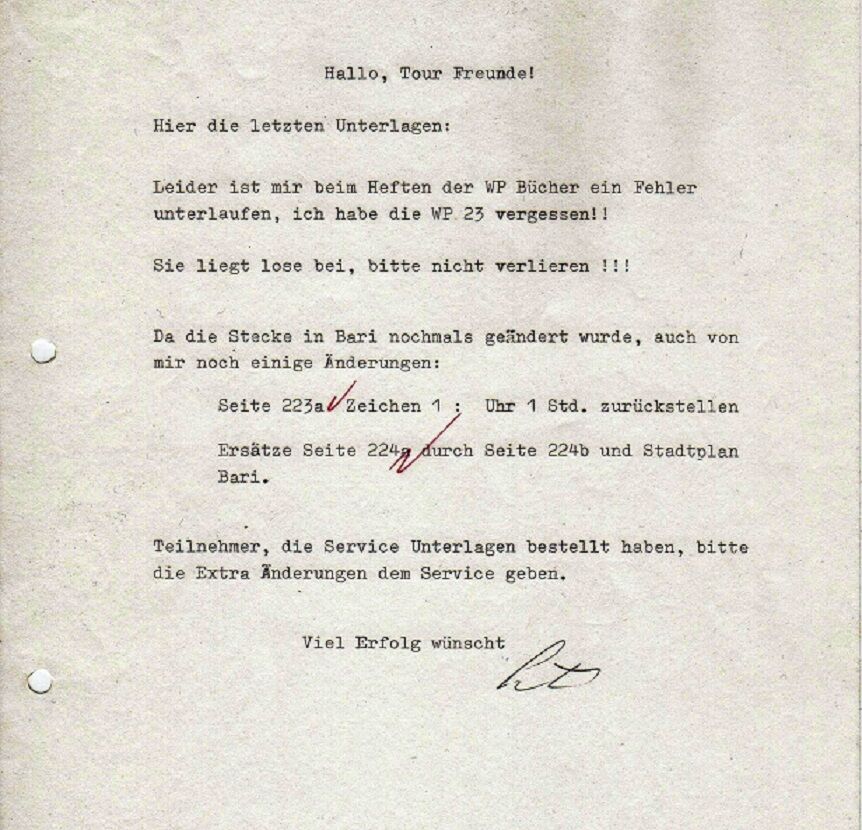 Hallo, Tour Freunde!
Hier die letzten Unterlagen:
Leider ist mir beim Heften der WP Bücher ein Fehler
unterlaufen, ich habe die WP 23 vergessen!!
Sie liegt lose bei, bitte nicht verlieren !!!
Da die Stecke in Bari nochmals geändert wurde, auch von
mir noch einige Änderungen:
Seite 223a Zeichen 1 : Uhr 1 Std. zurückstellen
Ersätze Seite 224a durch Seite 224b und Stadtplan
Bari.
Teilnehmer, die Service Unterlagen bestellt haben, bitte
die Extra Änderungen dem Service geben.
Viel Erfolg wünscht